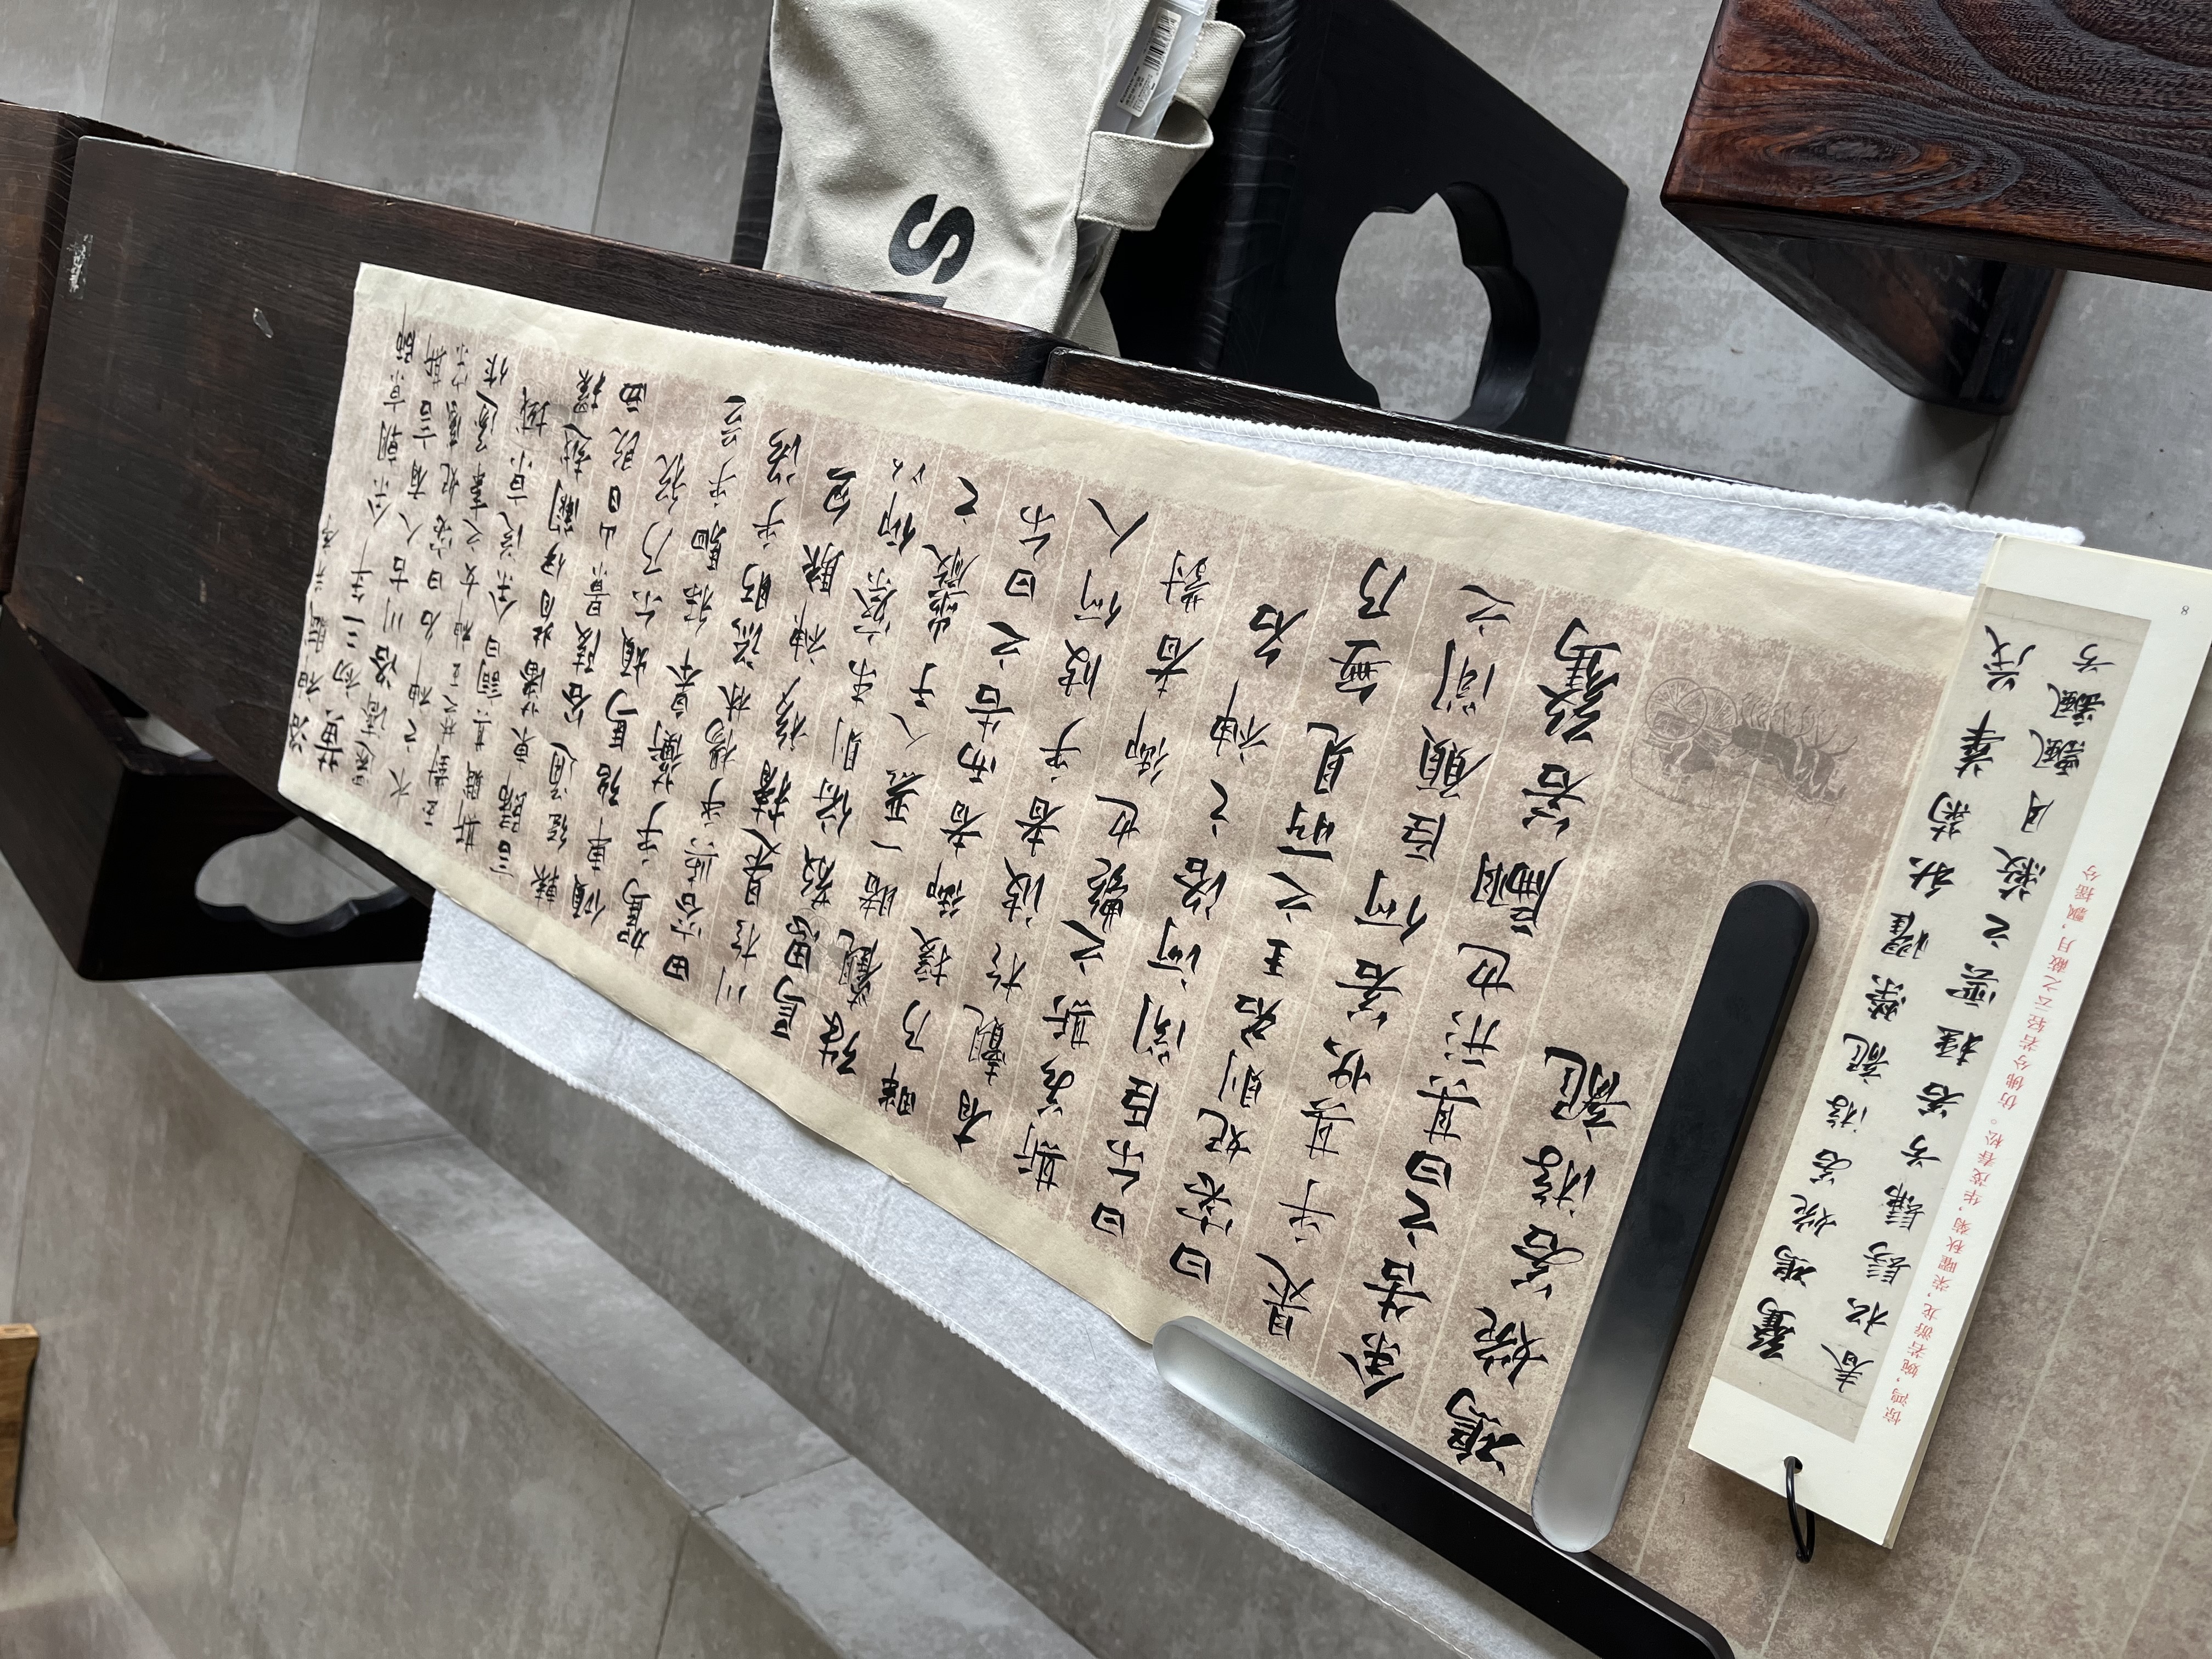 洛神賦并序
黃初三年余朝京師
還濟洛川古人有言斯
水之神名曰宓妃感宋
玉對楚王神女之事遂作
斯賦其詞曰余從京域
言歸東藩背伊闕越轘
轅經通谷陵景山日既西
傾車殆馬煩尒乃稅
駕乎蘅皋秣駟乎芝
田容與乎楊林流眄乎洛
川於是精移神駭忽
焉思散俯則未察仰以
殊觀睹一麗人于巖之
畔乃援御者而告之曰尒
有覿於彼者乎彼何人
斯若斯之艷也御者對
曰尒臣聞河洛之神名
曰宓妃則君王之所見無乃
是乎其狀若何臣願聞之
余告之曰其形也翩若驚
鴻婉若游龍
驚鴻婉若游龍榮曜秋菊華茂
春松髣髴兮若輕雲之蔽月飄颻兮
惊鸿，婉若游龙，荣曜秋菊，华茂春松。仿佛兮若轻云之蔽月，飘摇兮
8
S